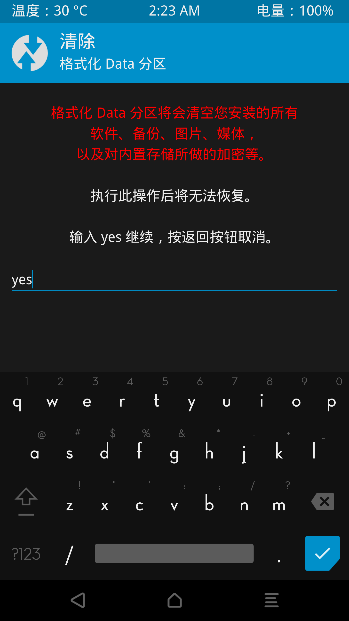 温度：30 °C 2:23 AM 电量：100%
清除
格式化 Data 分区
格式化 Data 分区将会清空您安装的所有
软件、备份、图片、媒体，
以及对内置存储所做的加密等。
执行此操作后将无法恢复。
输入 yes 继续，按返回按钮取消。
yes
1 2 3 4 5 6 7 8 9 0
q w e r t y u i o p
@ # $ % & * - + _
a s d f g h j k l
! " ' : ; / ?
z x c v b n m
?123 / .